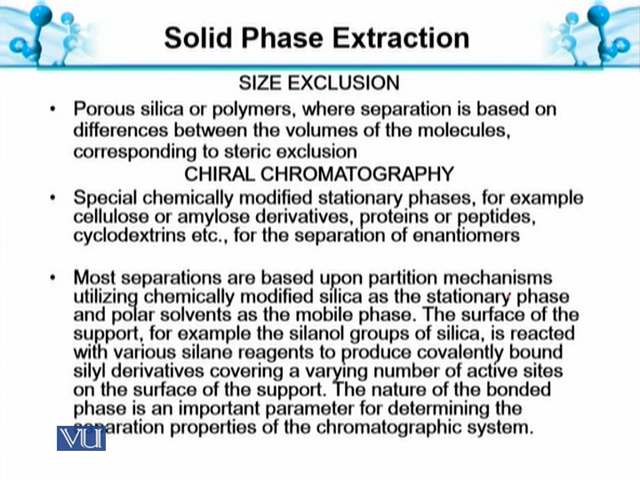 Solid Phase Extraction
SIZE EXCLUSION
• Porous silica or polymers, where separation is based on
differences between the volumes of the molecules,
corresponding to steric exclusion
CHIRAL CHROMATOGRAPHY
• Special chemically modified stationary phases, for example
cellulose or amylose derivatives, proteins or peptides,
cyclodextrins etc., for the separation of enantiomers
• Most separations are based upon partition mechanisms
utilizing chemically modified silica as the stationary phase
and polar solvents as the mobile phase. The surface of the
support, for example the silanol groups of silica, is reacted
with various silane reagents to produce covalently bound
silyl derivatives covering a varying number of active sites
on the surface of the support. The nature of the bonded
phase is an important parameter for determining the
separation properties of the chromatographic system.
VU